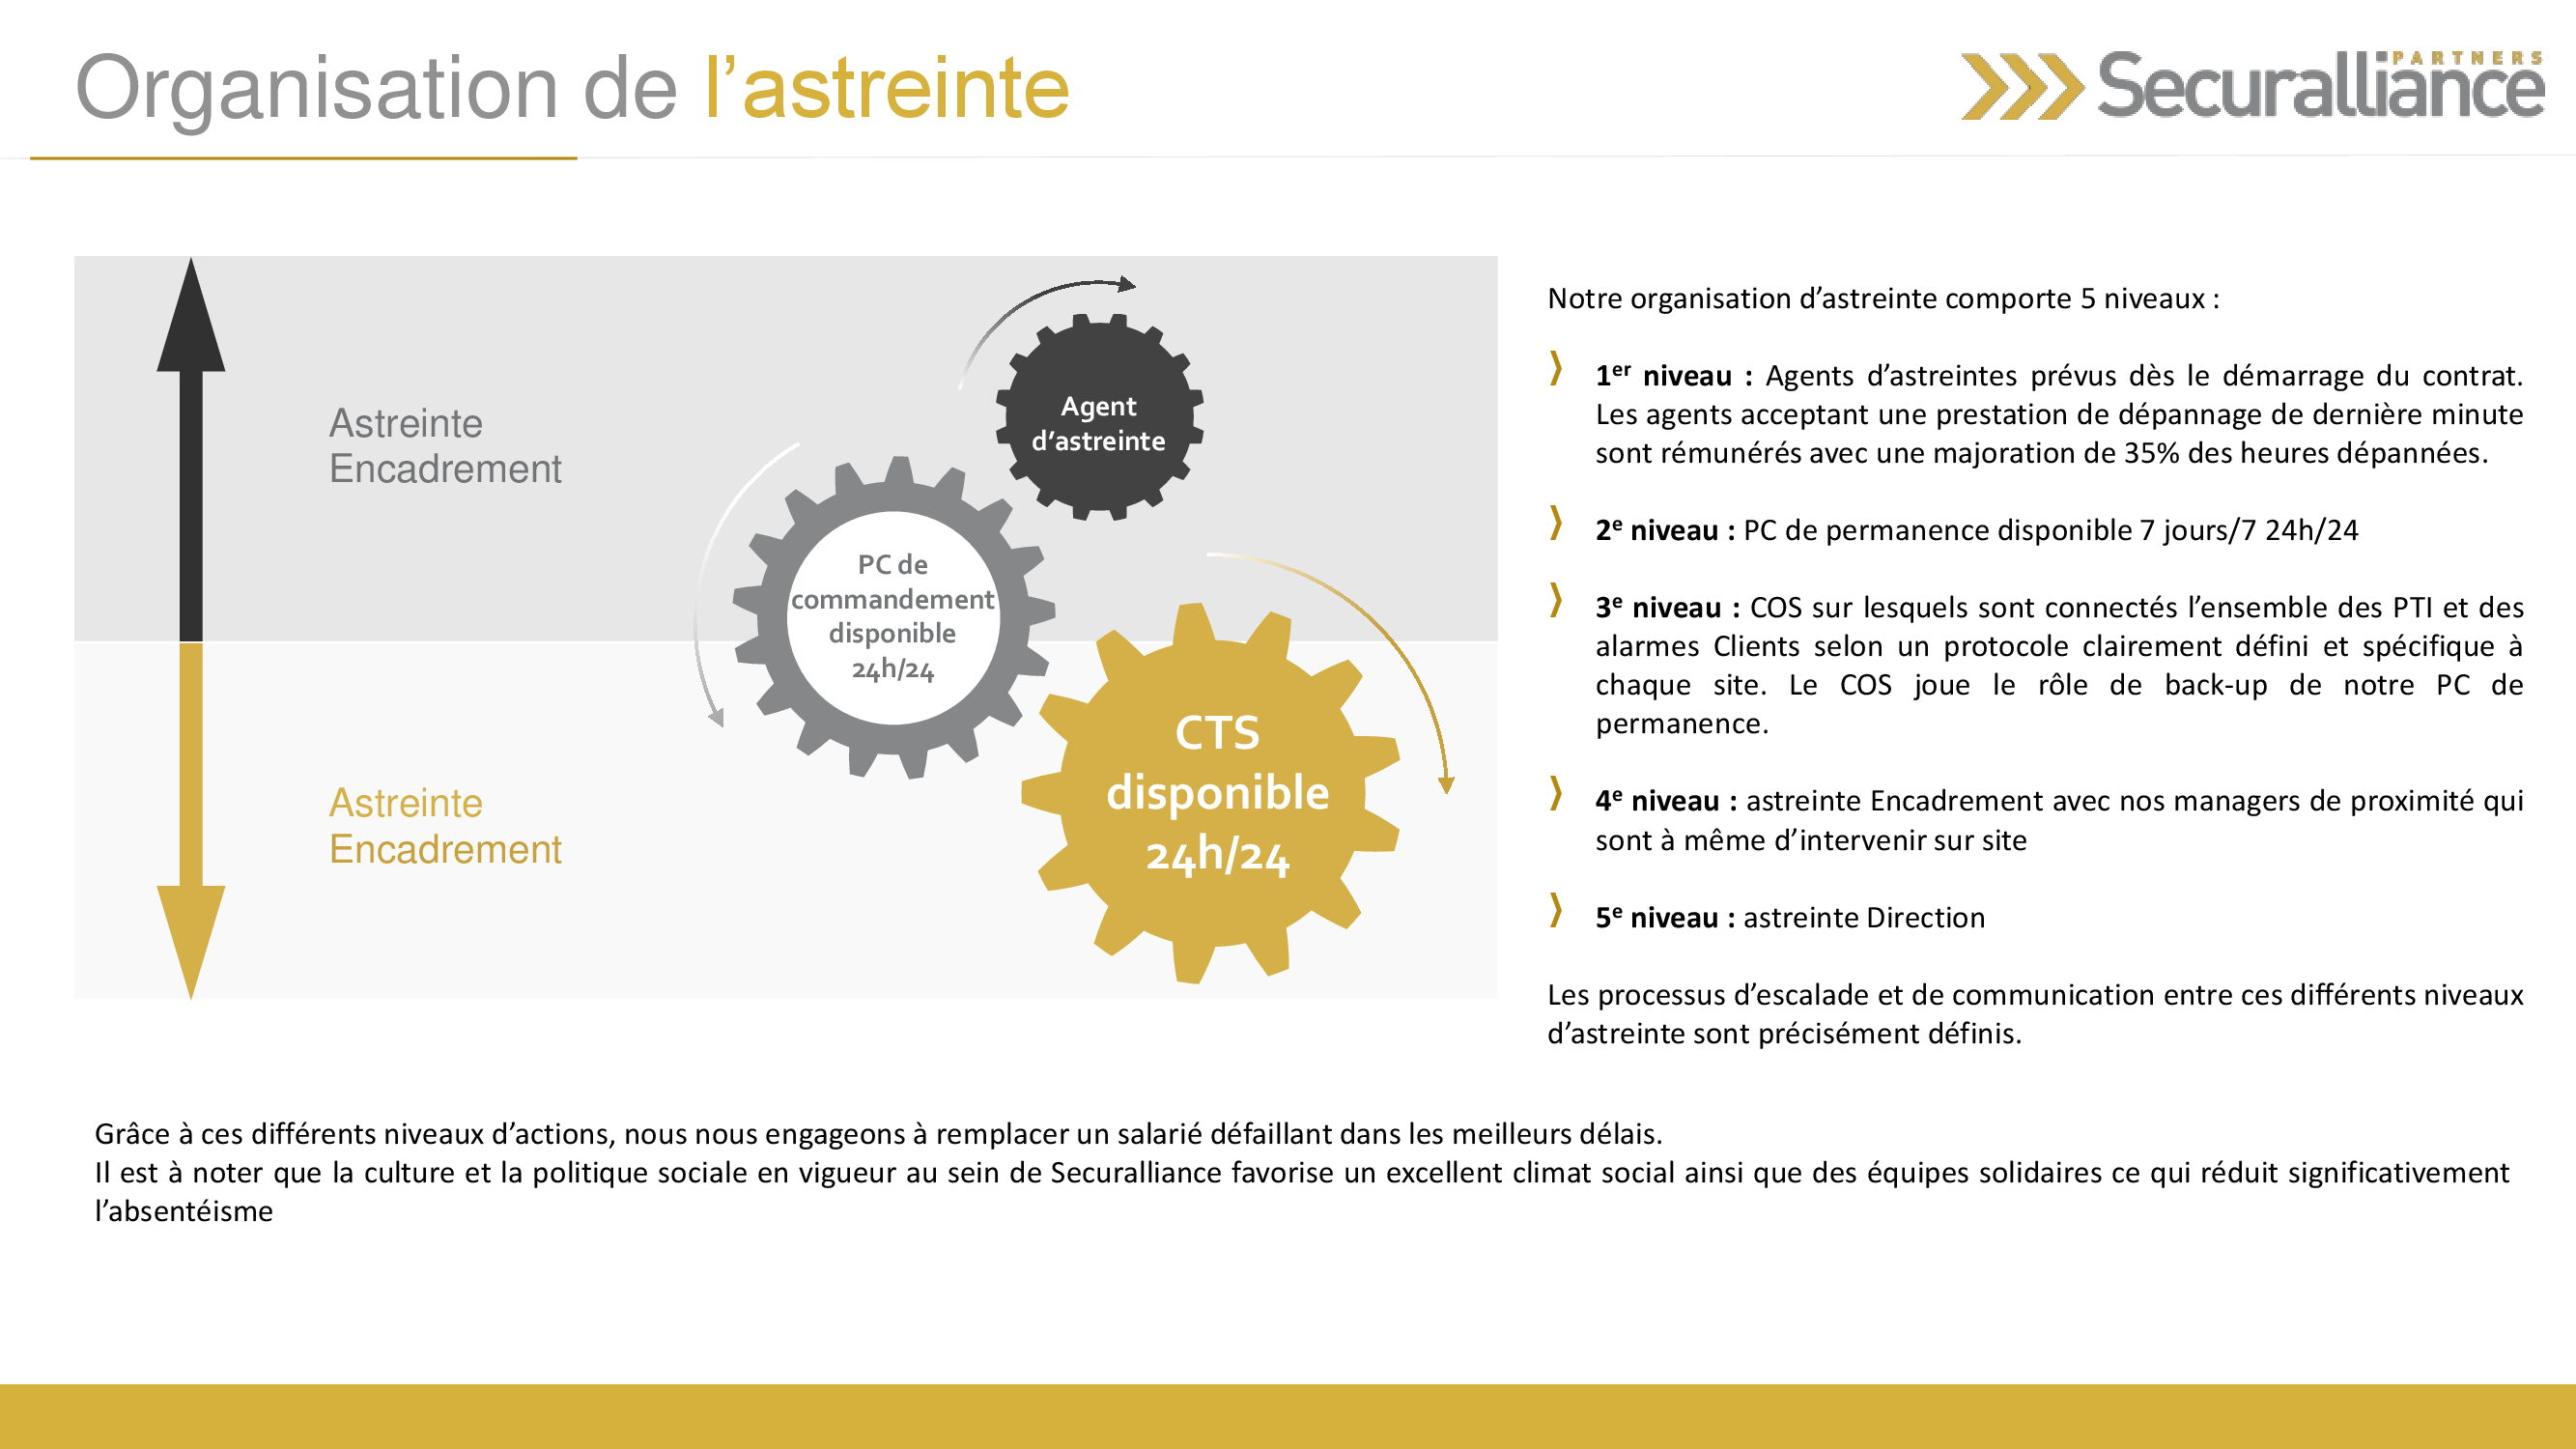 Organisation de l’astreinte
PARTNERS
Securalliance
Astreinte
Encadrement
Agent
d’astreinte
PC de
commandement
disponible
24h/24
CTS
disponible
24h/24
Astreinte
Encadrement
Notre organisation d’astreinte comporte 5 niveaux :
1er niveau : Agents d’astreintes prévus dès le démarrage du contrat.
Les agents acceptant une prestation de dépannage de dernière minute
sont rémunérés avec une majoration de 35% des heures dépannées.
2e niveau : PC de permanence disponible 7 jours/7 24h/24
3e niveau : COS sur lesquels sont connectés l’ensemble des PTI et des
alarmes Clients selon un protocole clairement défini et spécifique à
chaque site. Le COS joue le rôle de back-up de notre PC de
permanence.
4e niveau : astreinte Encadrement avec nos managers de proximité qui
sont à même d’intervenir sur site
5e niveau : astreinte Direction
Les processus d’escalade et de communication entre ces différents niveaux
d’astreinte sont précisément définis.
Grâce à ces différents niveaux d’actions, nous nous engageons à remplacer un salarié défaillant dans les meilleurs délais.
Il est à noter que la culture et la politique sociale en vigueur au sein de Securalliance favorise un excellent climat social ainsi que des équipes solidaires ce qui réduit significativement
l’absentéisme